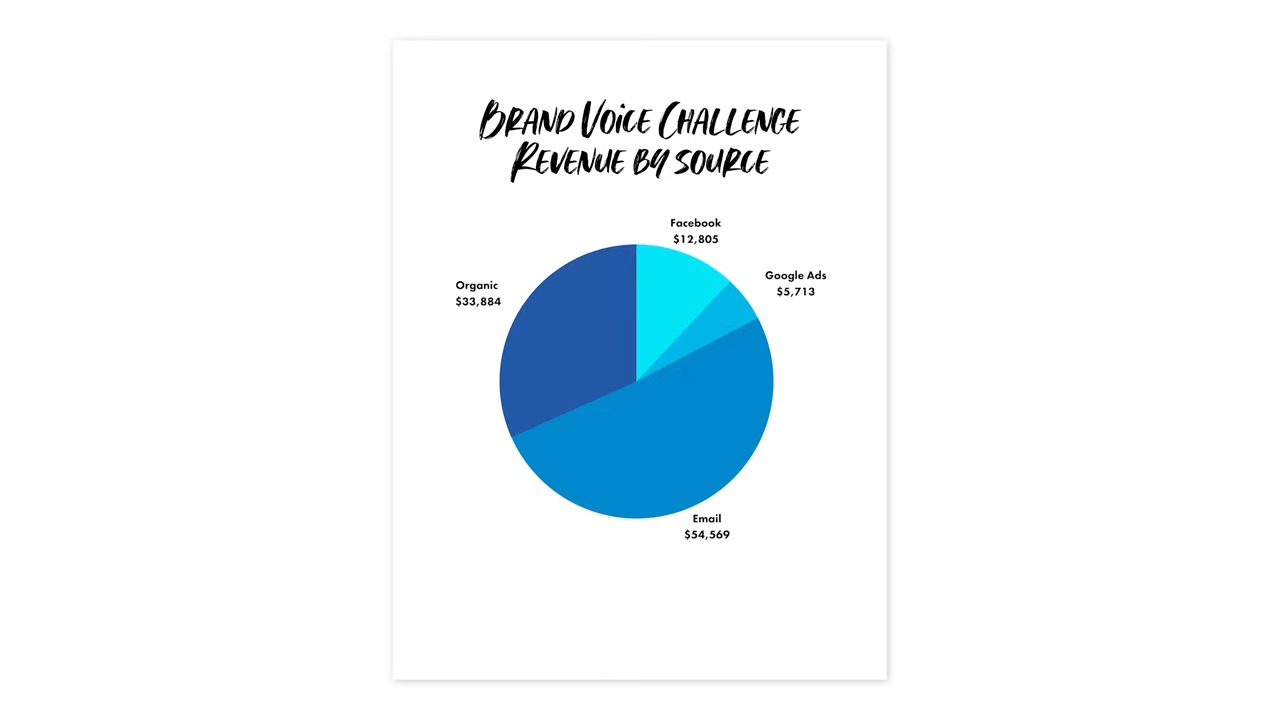 BRAND VOICE CHALLENGE
REVENUE BY SOURCE
Facebook
$12,805
Google Ads
$5,713
Organic
$33,884
Email
$54,569